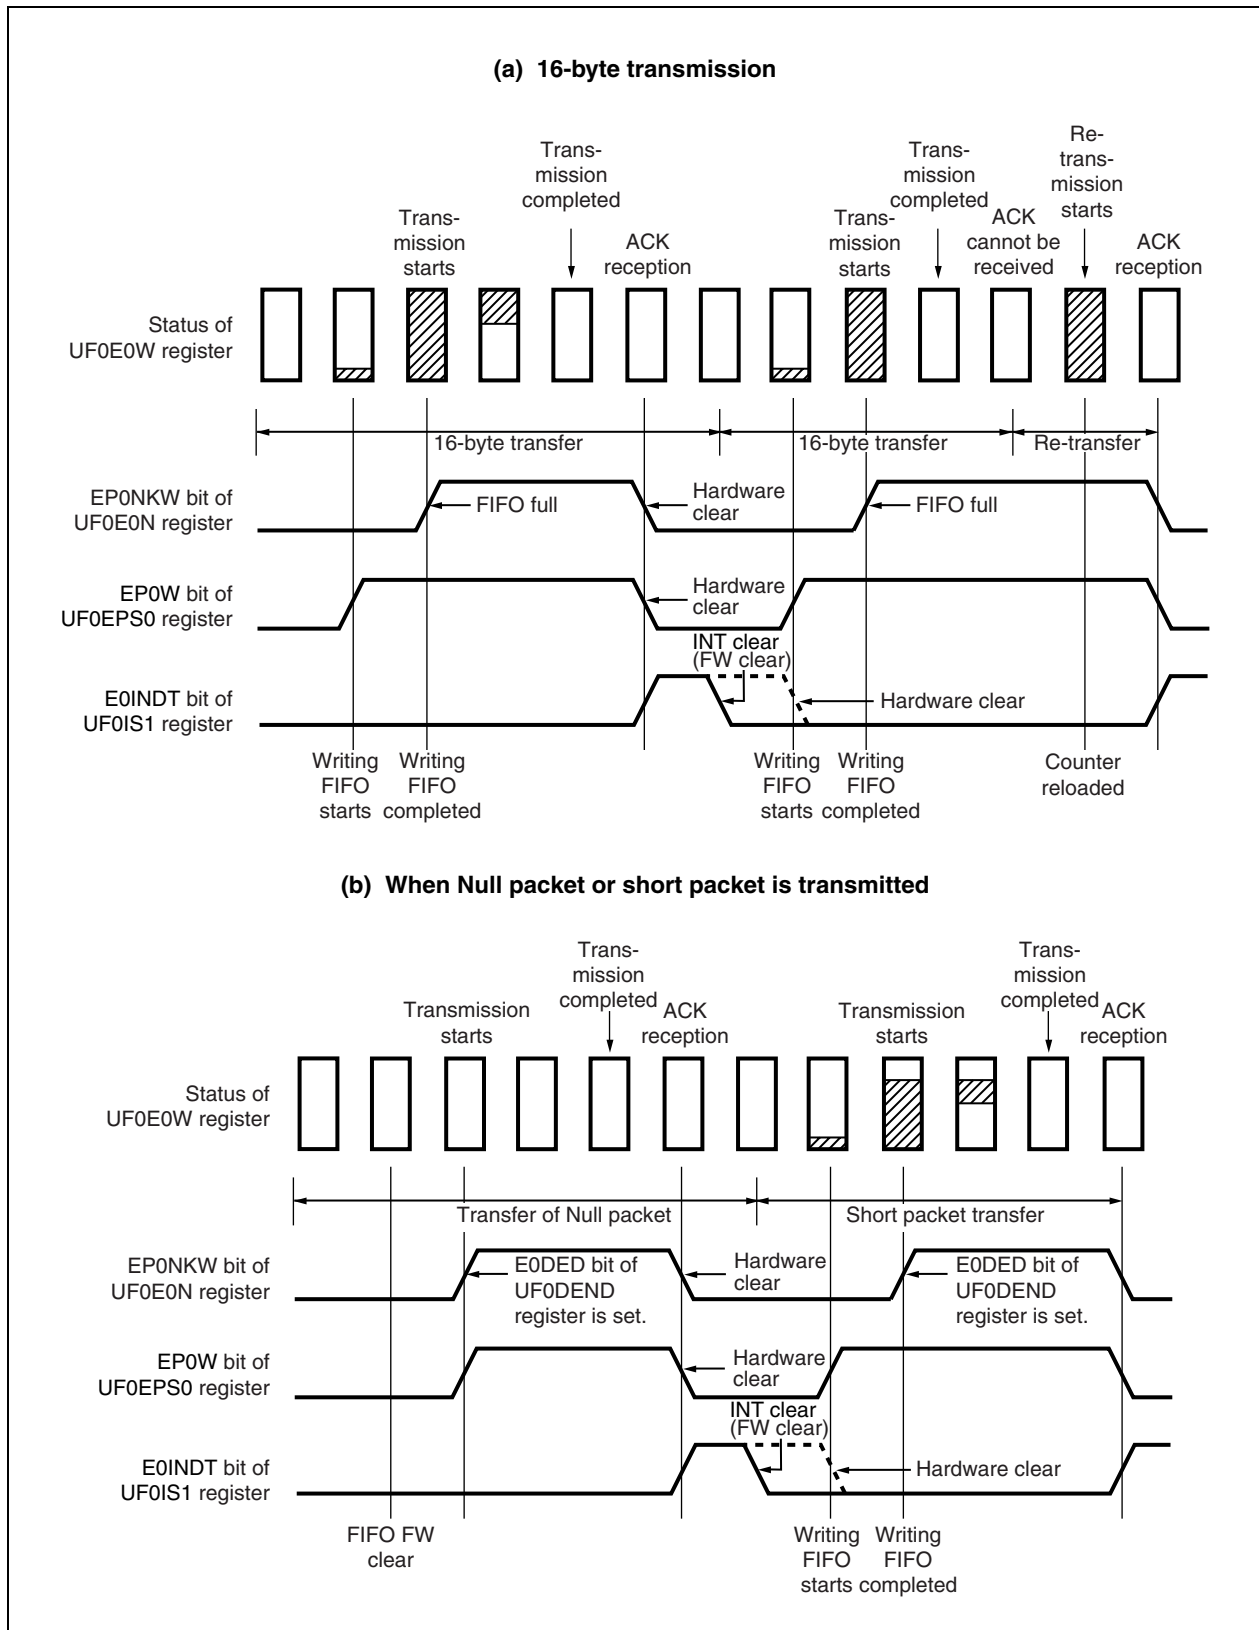 (a) 16-byte transmission
Trans-
mission
completed
Trans-
mission
starts
ACK
reception
Trans-
mission
completed
Trans-
mission
starts
ACK
cannot be
received
Re-
trans-
mission
starts
ACK
reception
Status of
UF0E0W register
16-byte transfer
16-byte transfer
Re-transfer
EP0NKW bit of
UF0E0N register
FIFO full
Hardware
clear
FIFO full
EP0W bit of
UF0EPS0 register
Hardware
clear
INT clear
(FW clear)
E0INDT bit of
UF0IS1 register
Hardware clear
Writing
FIFO
starts
Writing
FIFO
completed
Writing
FIFO
starts
Writing
FIFO
completed
Counter
reloaded
(b) When Null packet or short packet is transmitted
Transmission
starts
Trans-
mission
completed
ACK
reception
Transmission
starts
Trans-
mission
completed
ACK
reception
Status of
UF0E0W register
Transfer of Null packet
Short packet transfer
EP0NKW bit of
UF0E0N register
E0DED bit of
UF0DEND
register is set.
Hardware
clear
E0DED bit of
UF0DEND
register is set.
EP0W bit of
UF0EPS0 register
Hardware
clear
INT clear
(FW clear)
E0INDT bit of
UF0IS1 register
Hardware clear
FIFO FW
clear
Writing
FIFO
starts
Writing
FIFO
completed